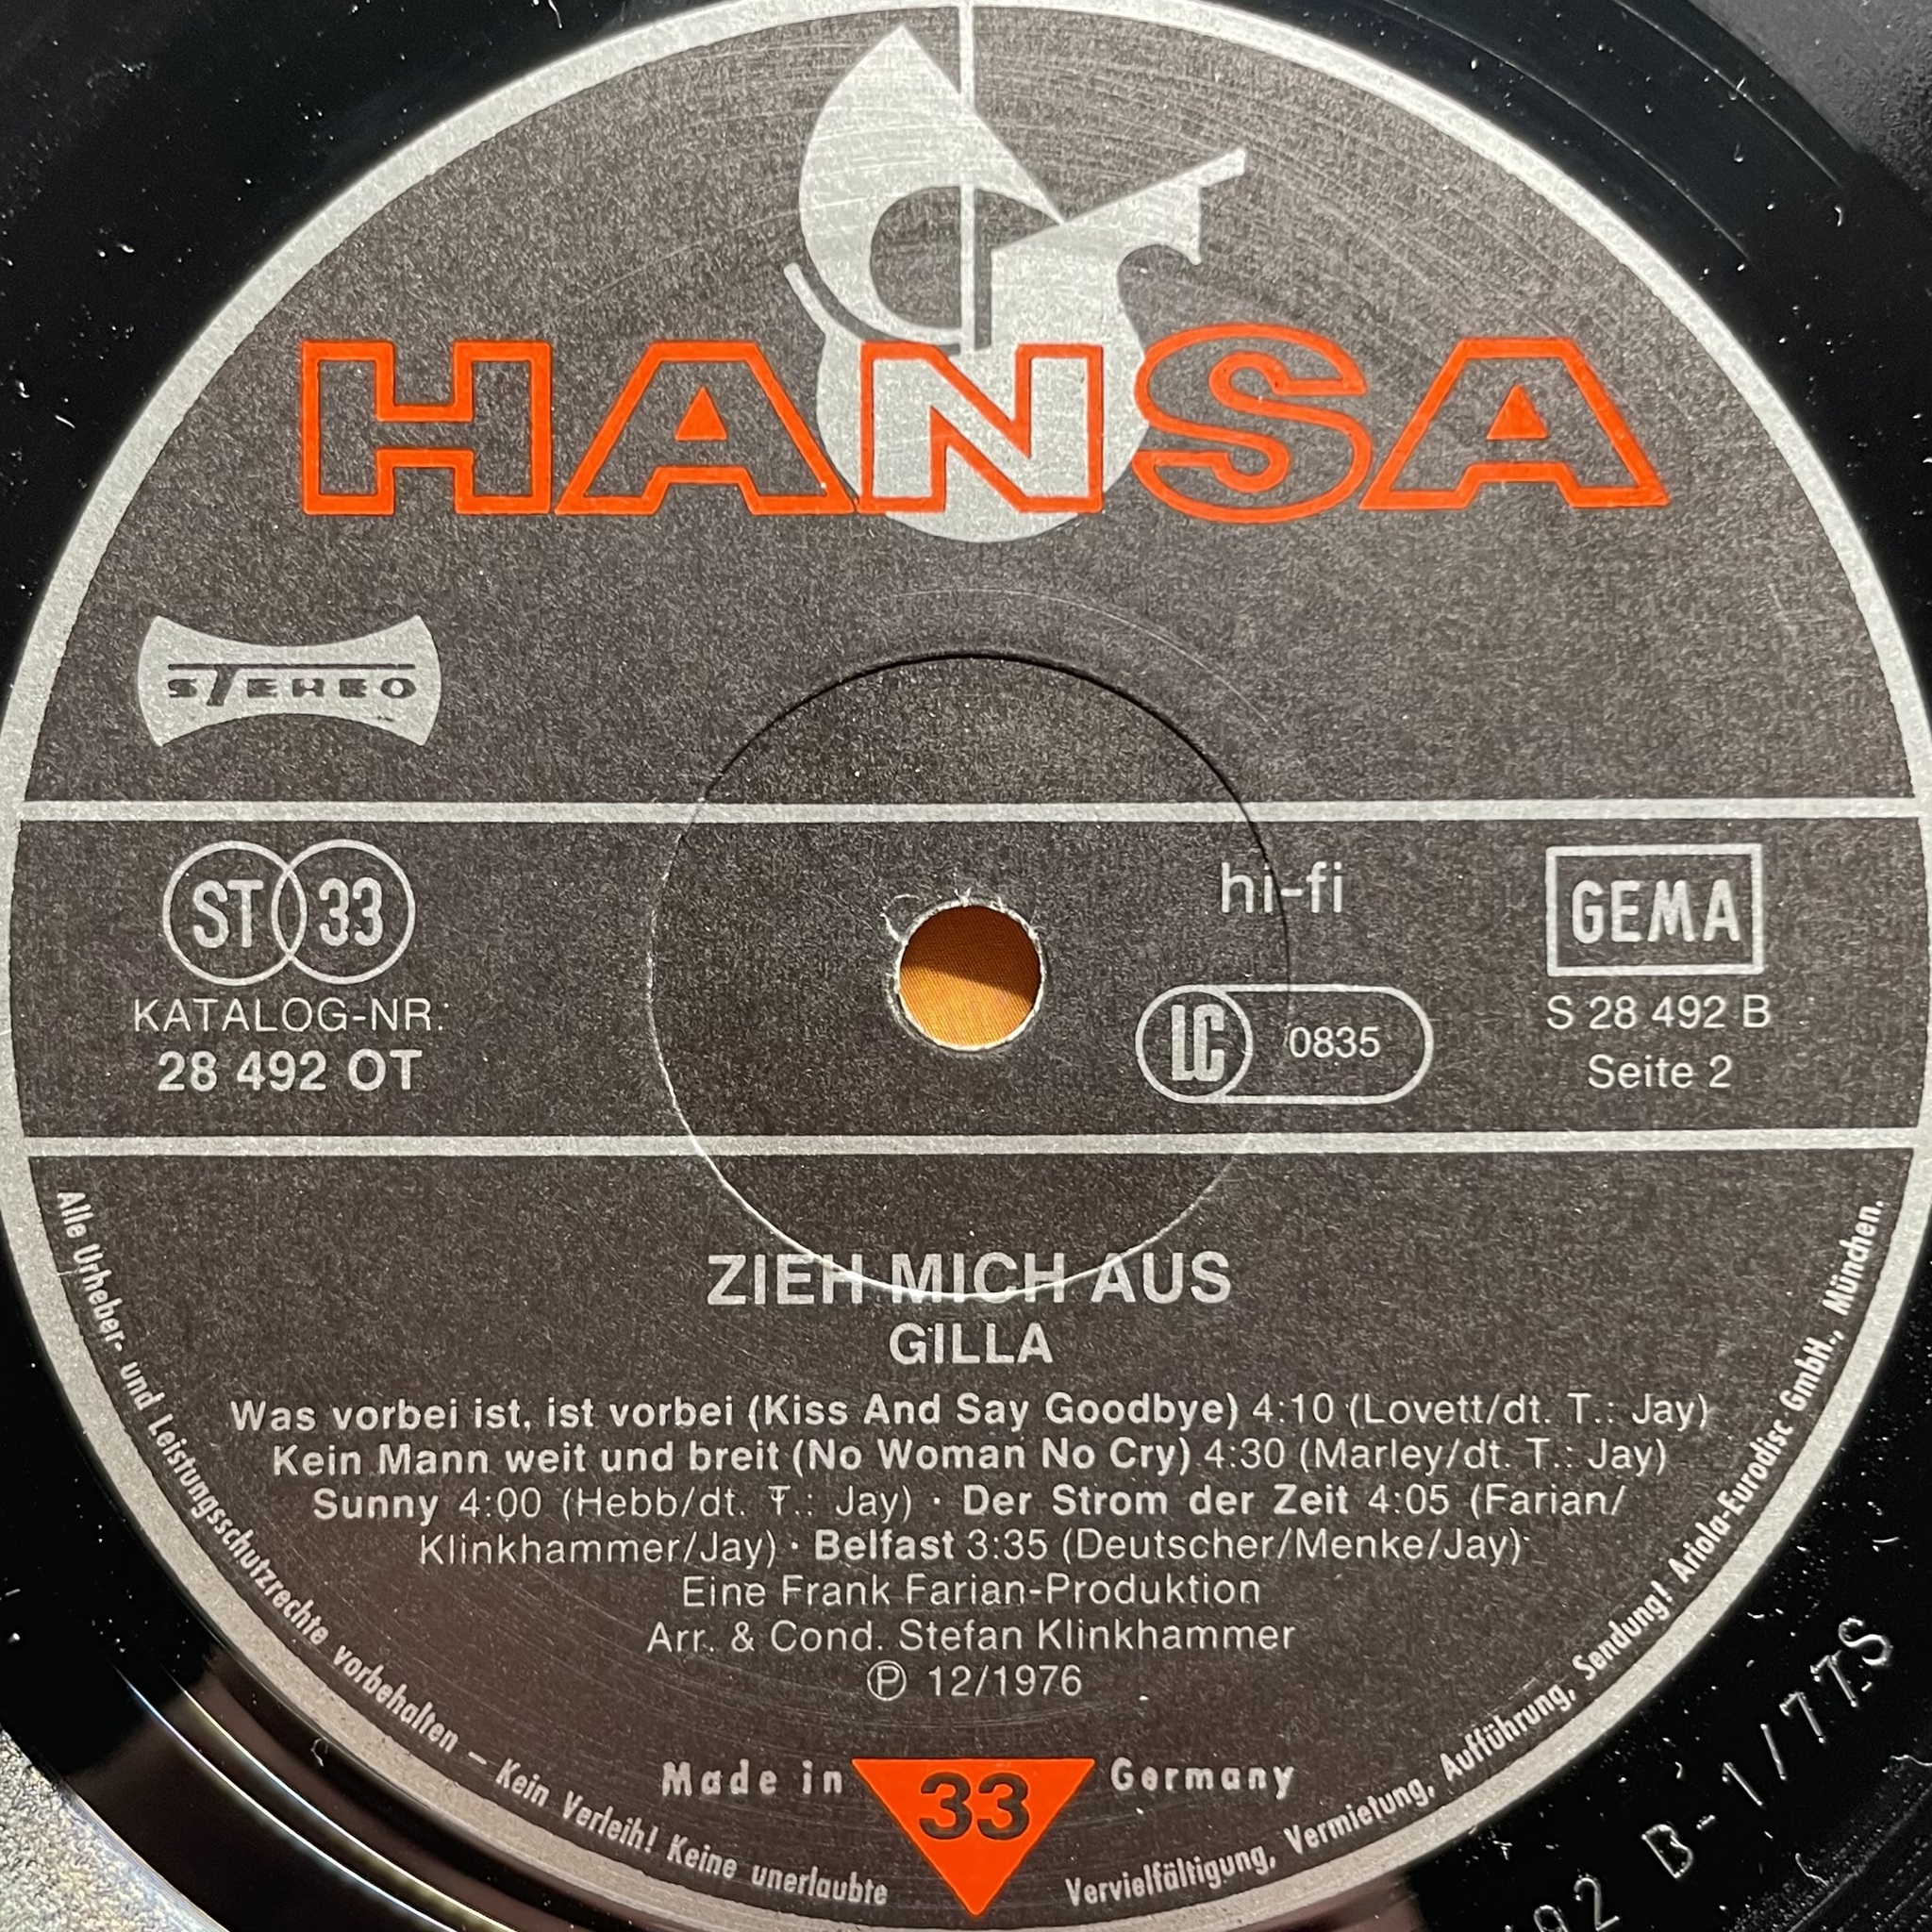 HANSA
STEREO
ST 33
KATALOG-NR.:
28 492 OT
hi-fi
LC 0835
GEMA
S 28 492 B
Seite 2
ZIEH MICH AUS
GILLA
Was vorbei ist, ist vorbei (Kiss And Say Goodbye) 4:10 (Lovett/dt. T.: Jay)
Kein Mann weit und breit (No Woman No Cry) 4:30 (Marley/dt. T.: Jay)
Sunny 4:00 (Hebb/dt. T.: Jay) · Der Strom der Zeit 4:05 (Farian/
Klinkhammer/Jay) · Belfast 3:35 (Deutscher/Menke/Jay)
Eine Frank Farian-Produktion
Arr. & Cond. Stefan Klinkhammer
Ⓟ 12/1976
Made in 33 Germany
Alle Urheber- und Leistungsschutzrechte vorbehalten – Kein Verleih! Keine unerlaubte Vervielfältigung, Vermietung, Aufführung, Sendung! Ariola-Eurodisc GmbH., München.
92 B-1/77S